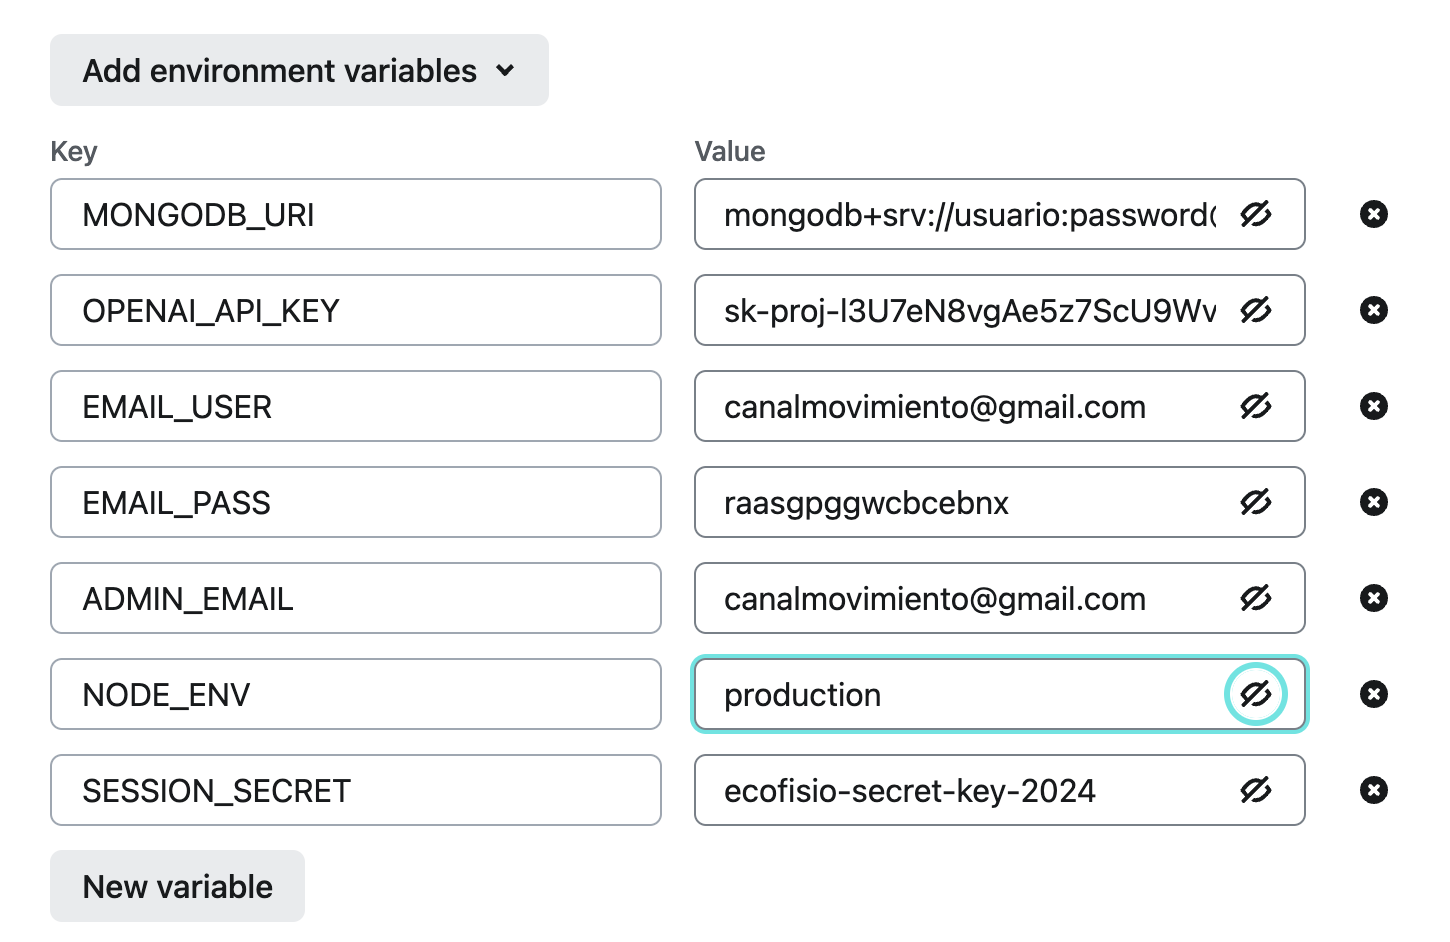 Add environment variables
Key Value
MONGODB_URI mongodb+srv://usuario:password@
OPENAI_API_KEY sk-proj-l3U7eN8vgAe5z7ScU9Wv
EMAIL_USER canalmovimiento@gmail.com
EMAIL_PASS raasgpggwcbcebnx
ADMIN_EMAIL canalmovimiento@gmail.com
NODE_ENV production
SESSION_SECRET ecofisio-secret-key-2024
New variable